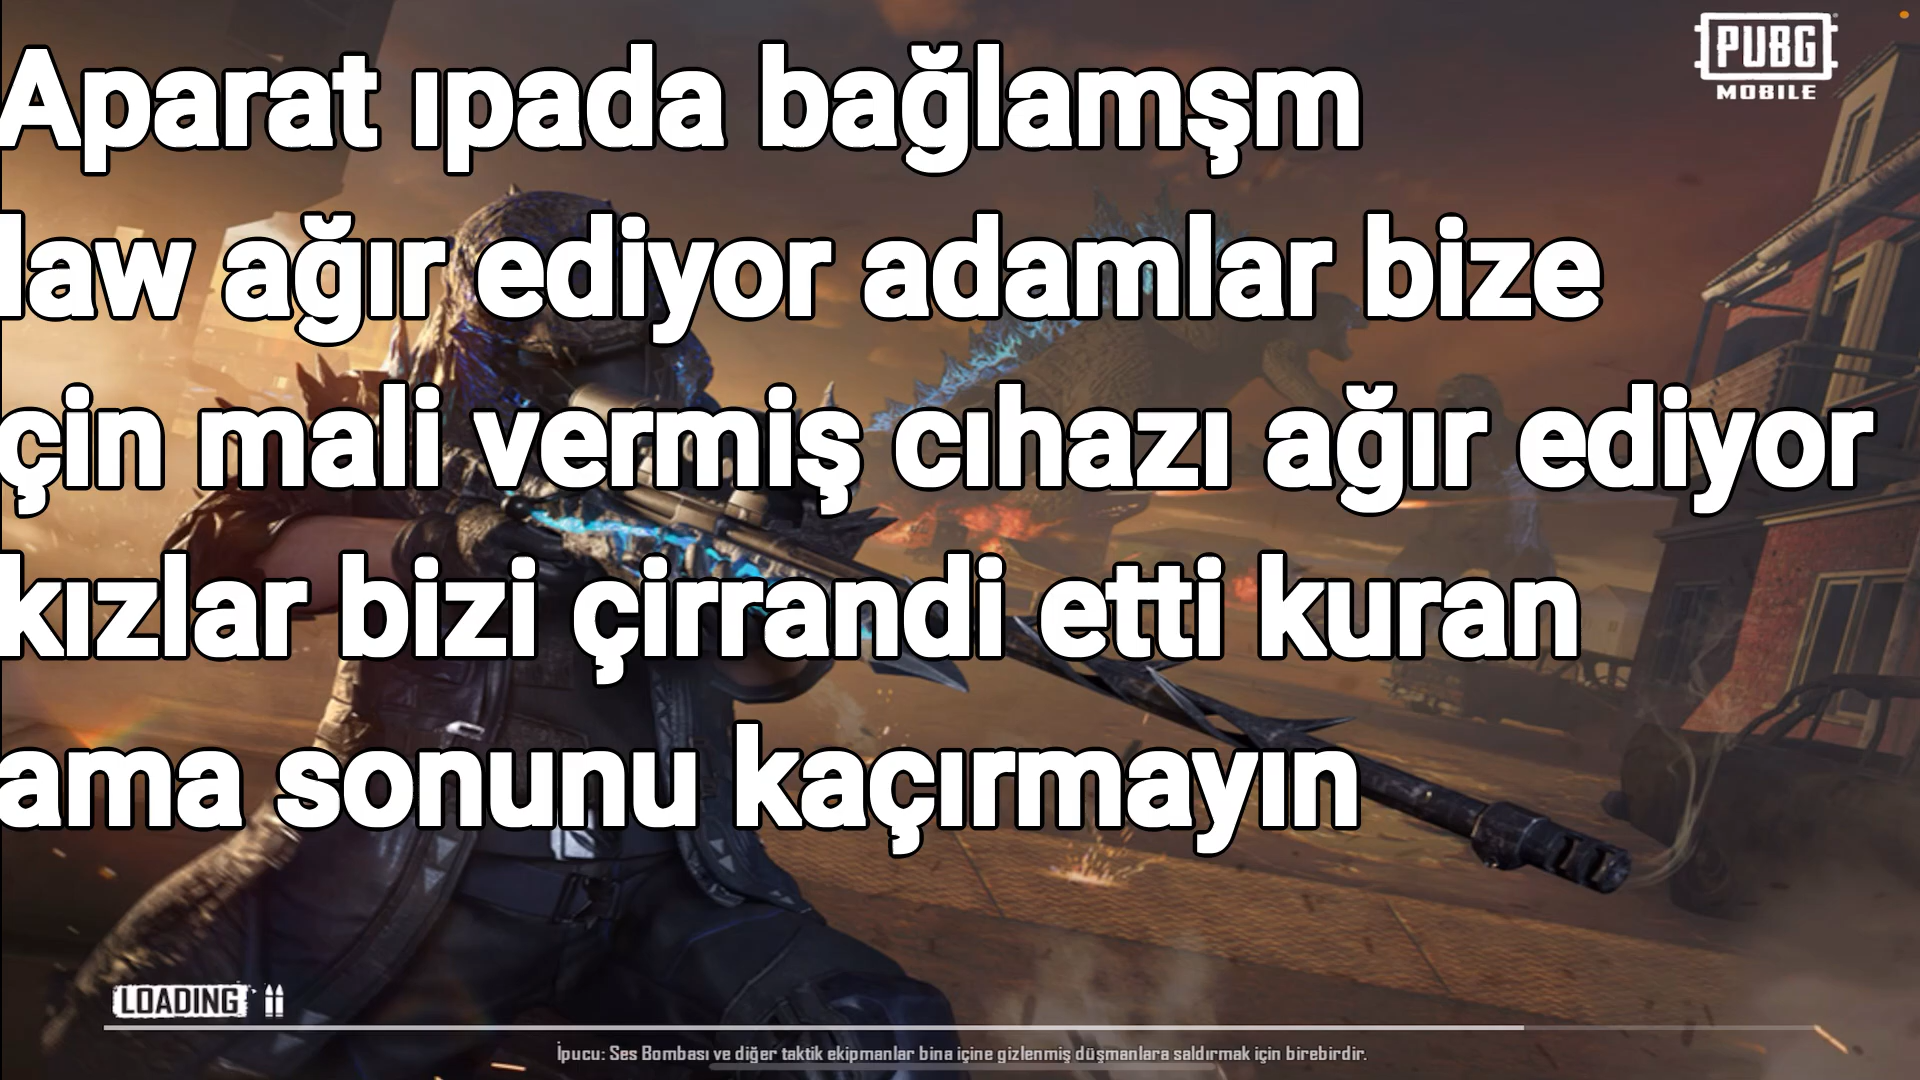 PUBG
MOBILE
Aparat ıpada bağlamşm
law ağır ediyor adamlar bize
çin mali vermiş cıhazı ağır ediyor
kızlar bizi çirrandi etti kuran
ama sonunu kaçırmayın
LOADING
İpucu: Ses Bombası ve diğer taktik ekipmanlar bina içine gizlenmiş düşmanlara saldırmak için birebirdir.